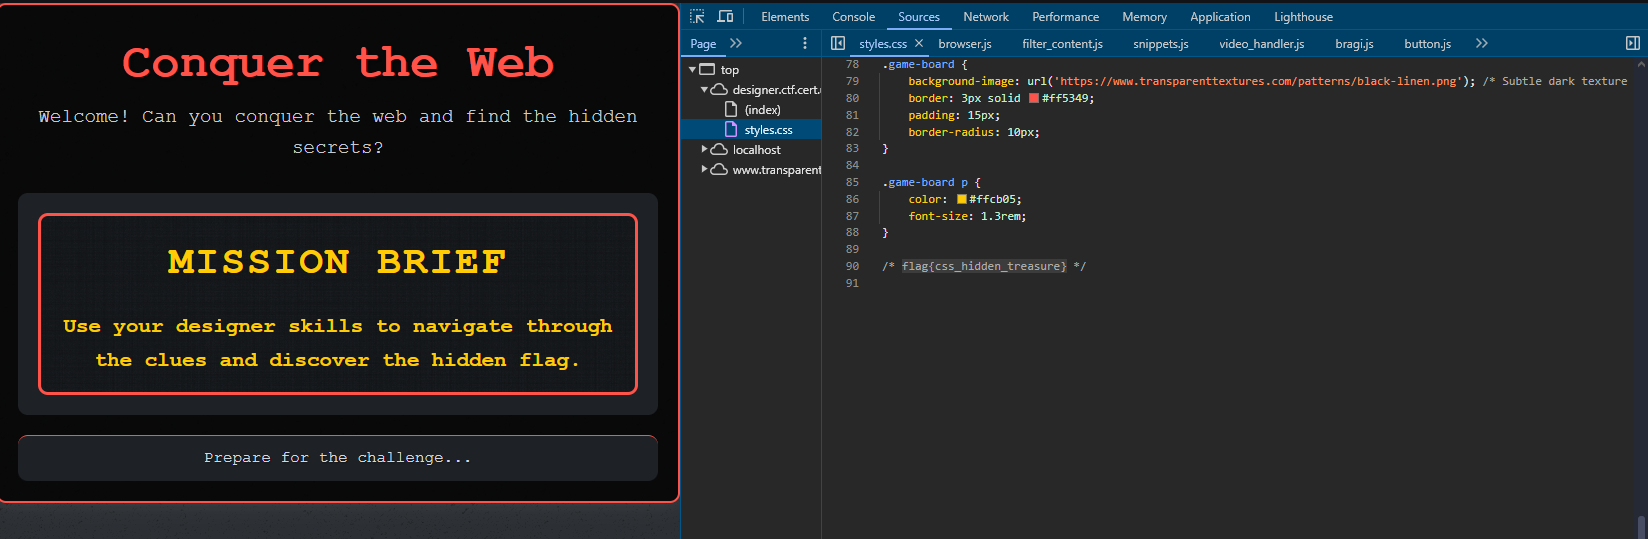 Conquer the Web
Welcome! Can you conquer the web and find the hidden
secrets?
MISSION BRIEF
Use your designer skills to navigate through
the clues and discover the hidden flag.
Prepare for the challenge...
Elements Console Sources Network Performance Memory Application Lighthouse
Page
styles.css browser.js filter_content.js snippets.js video_handler.js bragi.js button.js
top
designer.ctf.cert.
(index)
styles.css
localhost
www.transparent
78 .game-board {
79 background-image: url('https://www.transparenttextures.com/patterns/black-linen.png'); /* Subtle dark texture
80 border: 3px solid #ff5349;
81 padding: 15px;
82 border-radius: 10px;
83 }
84
85 .game-board p {
86 color: #ffcb05;
87 font-size: 1.3rem;
88 }
89
90 /* flag{css_hidden_treasure} */
91